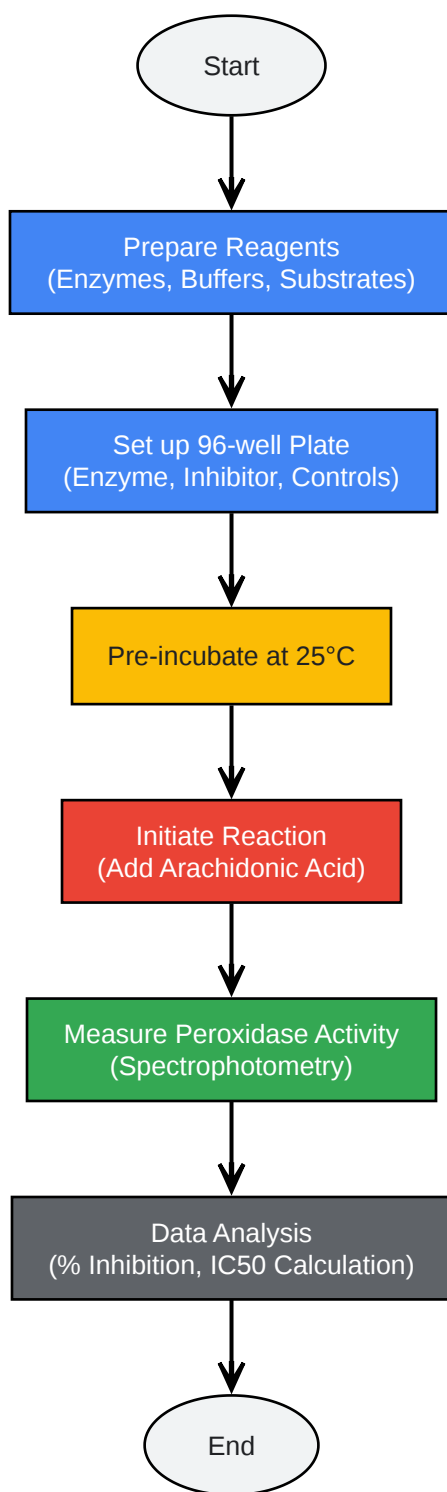 Start
Prepare Reagents
(Enzymes, Buffers, Substrates)
Set up 96-well Plate
(Enzyme, Inhibitor, Controls)
Pre-incubate at 25°C
Initiate Reaction
(Add Arachidonic Acid)
Measure Peroxidase Activity
(Spectrophotometry)
Data Analysis
(% Inhibition, IC50 Calculation)
End